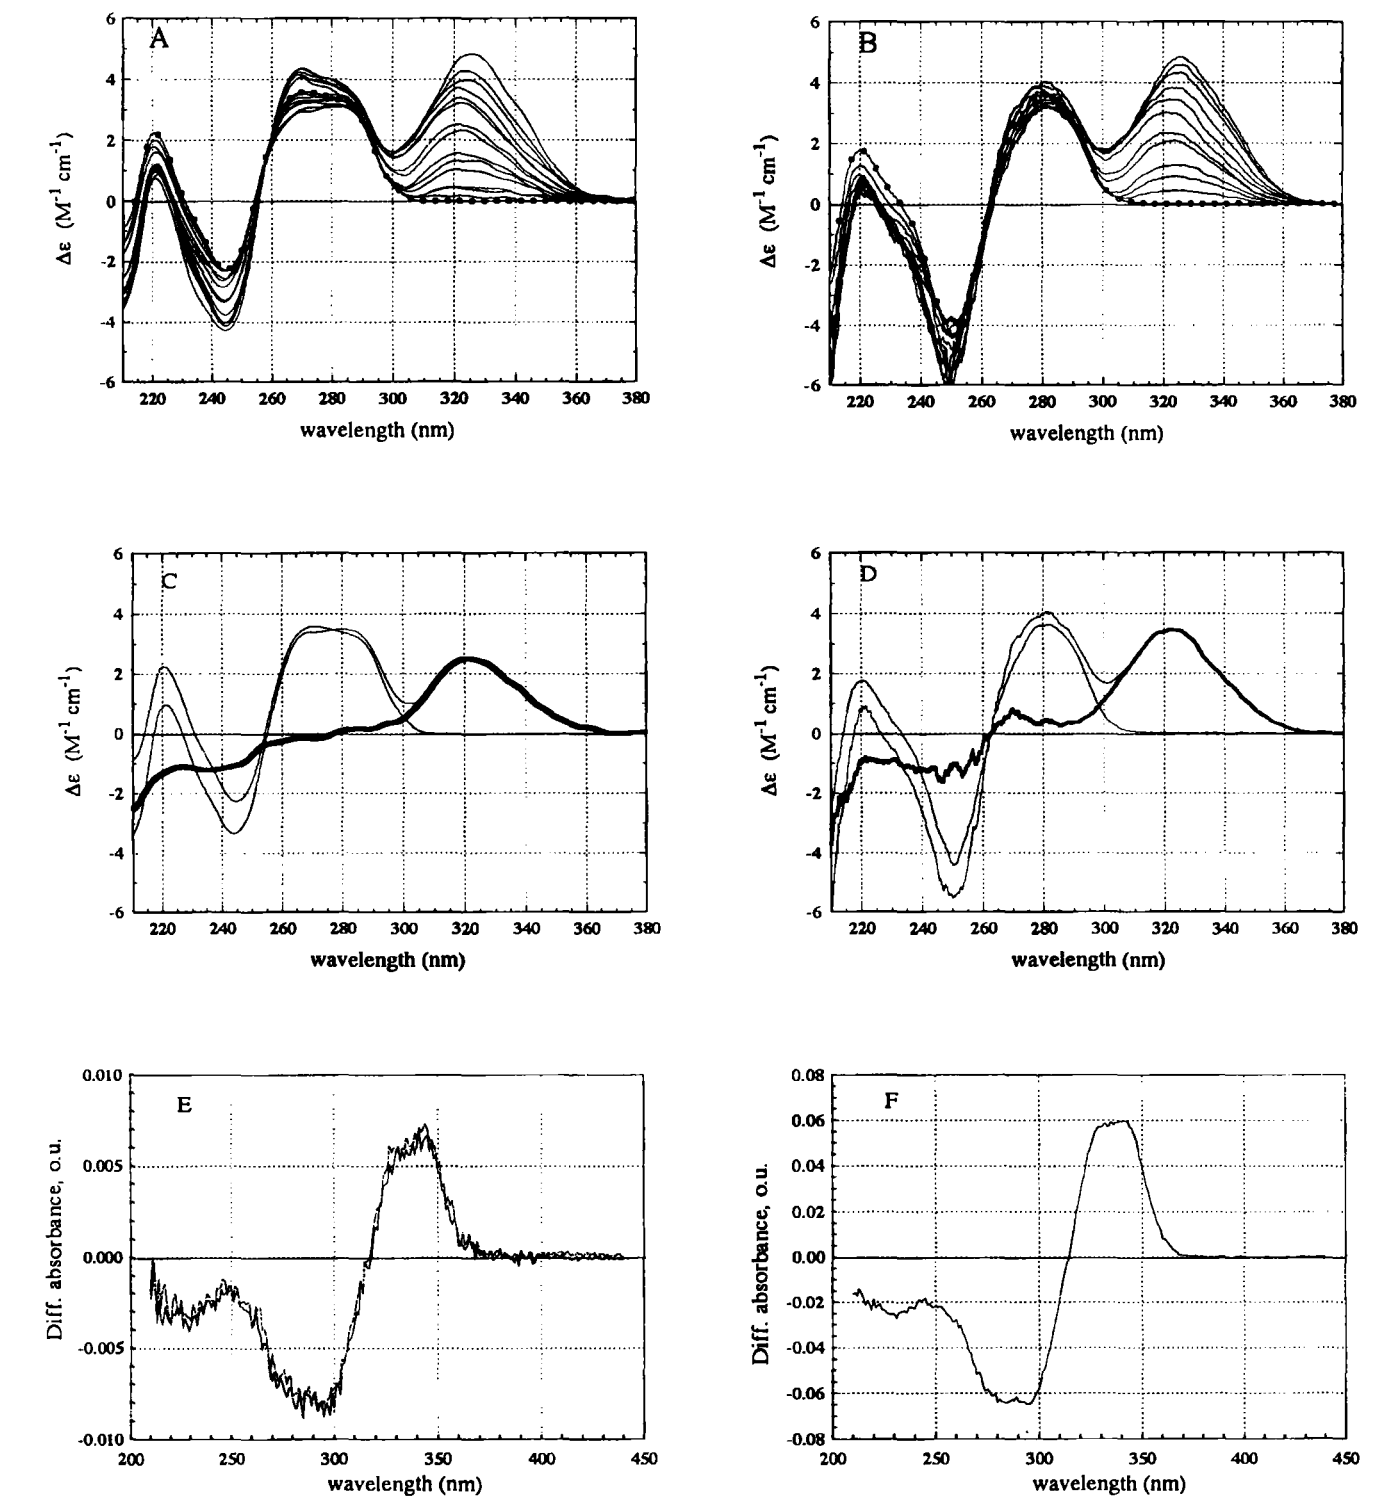 A
6
4
2
0
-2
-4
-6
Δε (M⁻¹ cm⁻¹)
220 240 260 280 300 320 340 360 380
wavelength (nm)
B
6
4
2
0
-2
-4
-6
Δε (M⁻¹ cm⁻¹)
220 240 260 280 300 320 340 360 380
wavelength (nm)
C
6
4
2
0
-2
-4
-6
Δε (M⁻¹ cm⁻¹)
220 240 260 280 300 320 340 360 380
wavelength (nm)
D
6
4
2
0
-2
-4
-6
Δε (M⁻¹ cm⁻¹)
220 240 260 280 300 320 340 360 380
wavelength (nm)
E
0.010
0.005
0.000
-0.005
-0.010
Diff. absorbance, o.u.
200 250 300 350 400 450
wavelength (nm)
F
0.08
0.06
0.04
0.02
0.00
-0.02
-0.04
-0.06
-0.08
Diff. absorbance, o.u.
200 250 300 350 400 450
wavelength (nm)